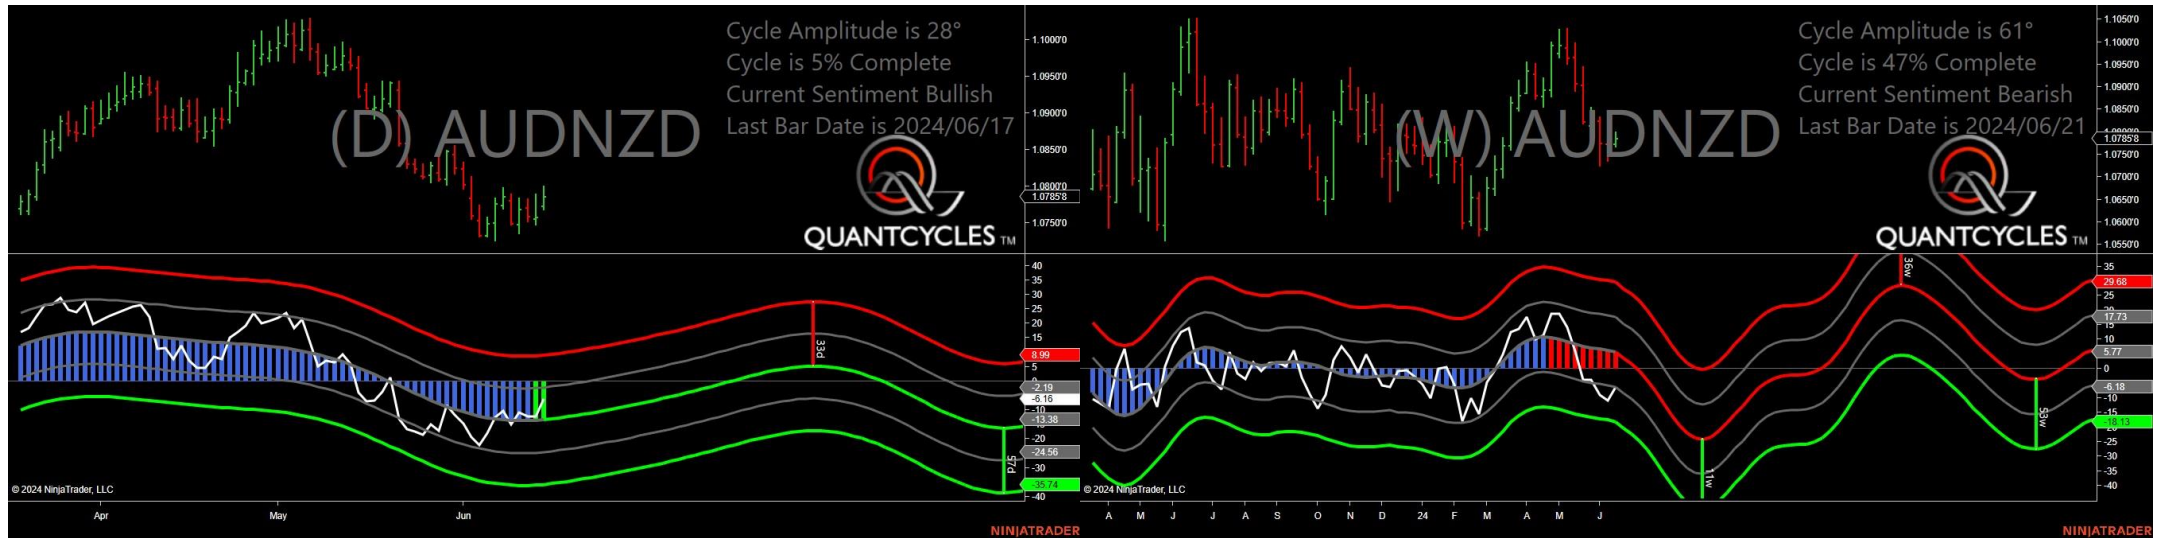 Cycle Amplitude is 28°
Cycle is 5% Complete
Current Sentiment Bullish
Last Bar Date is 2024/06/17
(D) AUDNZD
QUANTCYCLES TM
1.1000'0
1.0950'0
1.0900'0
1.0850'0
1.0800'0
1.0785'8
1.0750'0
40
35
30
25
20
15
10
8.99
5
-2.19
-6.16
-10
-13.38
-20
-24.56
-30
-35.74
-40
33d
57d
© 2024 NinjaTrader, LLC
Apr
May
Jun
NINJATRADER
Cycle Amplitude is 61°
Cycle is 47% Complete
Current Sentiment Bearish
Last Bar Date is 2024/06/21
(W) AUDNZD
QUANTCYCLES TM
1.1050'0
1.1000'0
1.0950'0
1.0900'0
1.0850'0
1.0785'8
1.0750'0
1.0700'0
1.0650'0
1.0600'0
1.0550'0
35
29.68
25
17.73
15
10
5.77
0
-6.18
-10
-15
-18.13
-25
-30
-35
-40
36w
11w
53w
© 2024 NinjaTrader, LLC
A M J J A S O N D 24 F M A M J
NINJATRADER